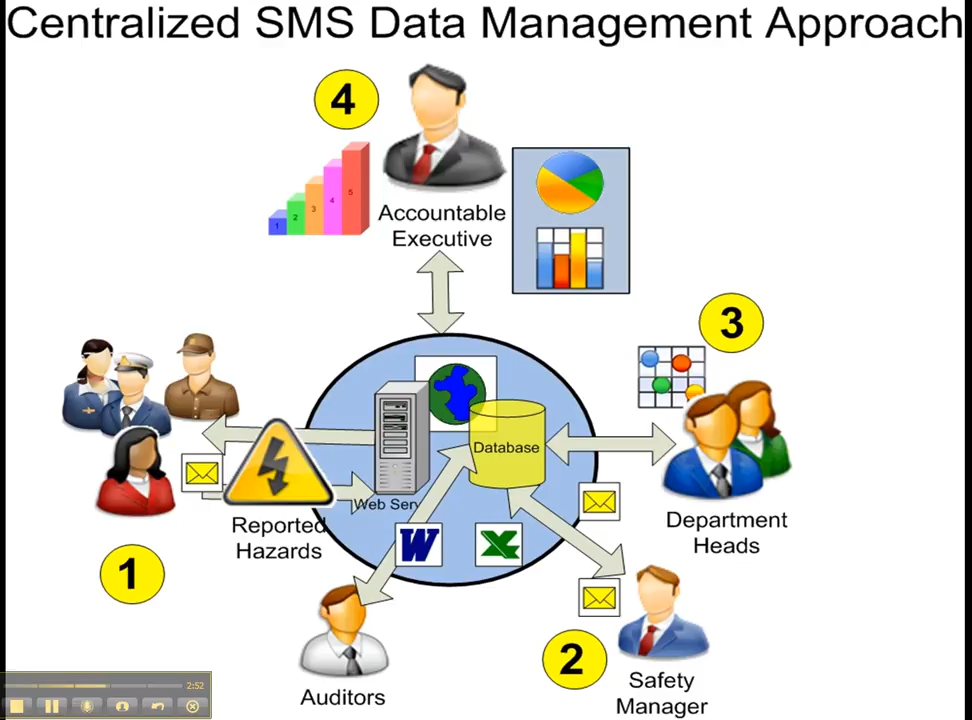 Centralized SMS Data Management Approach
4
1
2
3
4
5
Accountable
Executive
3
Database
Web Serv
W
X
Reported
Hazards
Department
Heads
1
2
Auditors
Safety
Manager
2:52